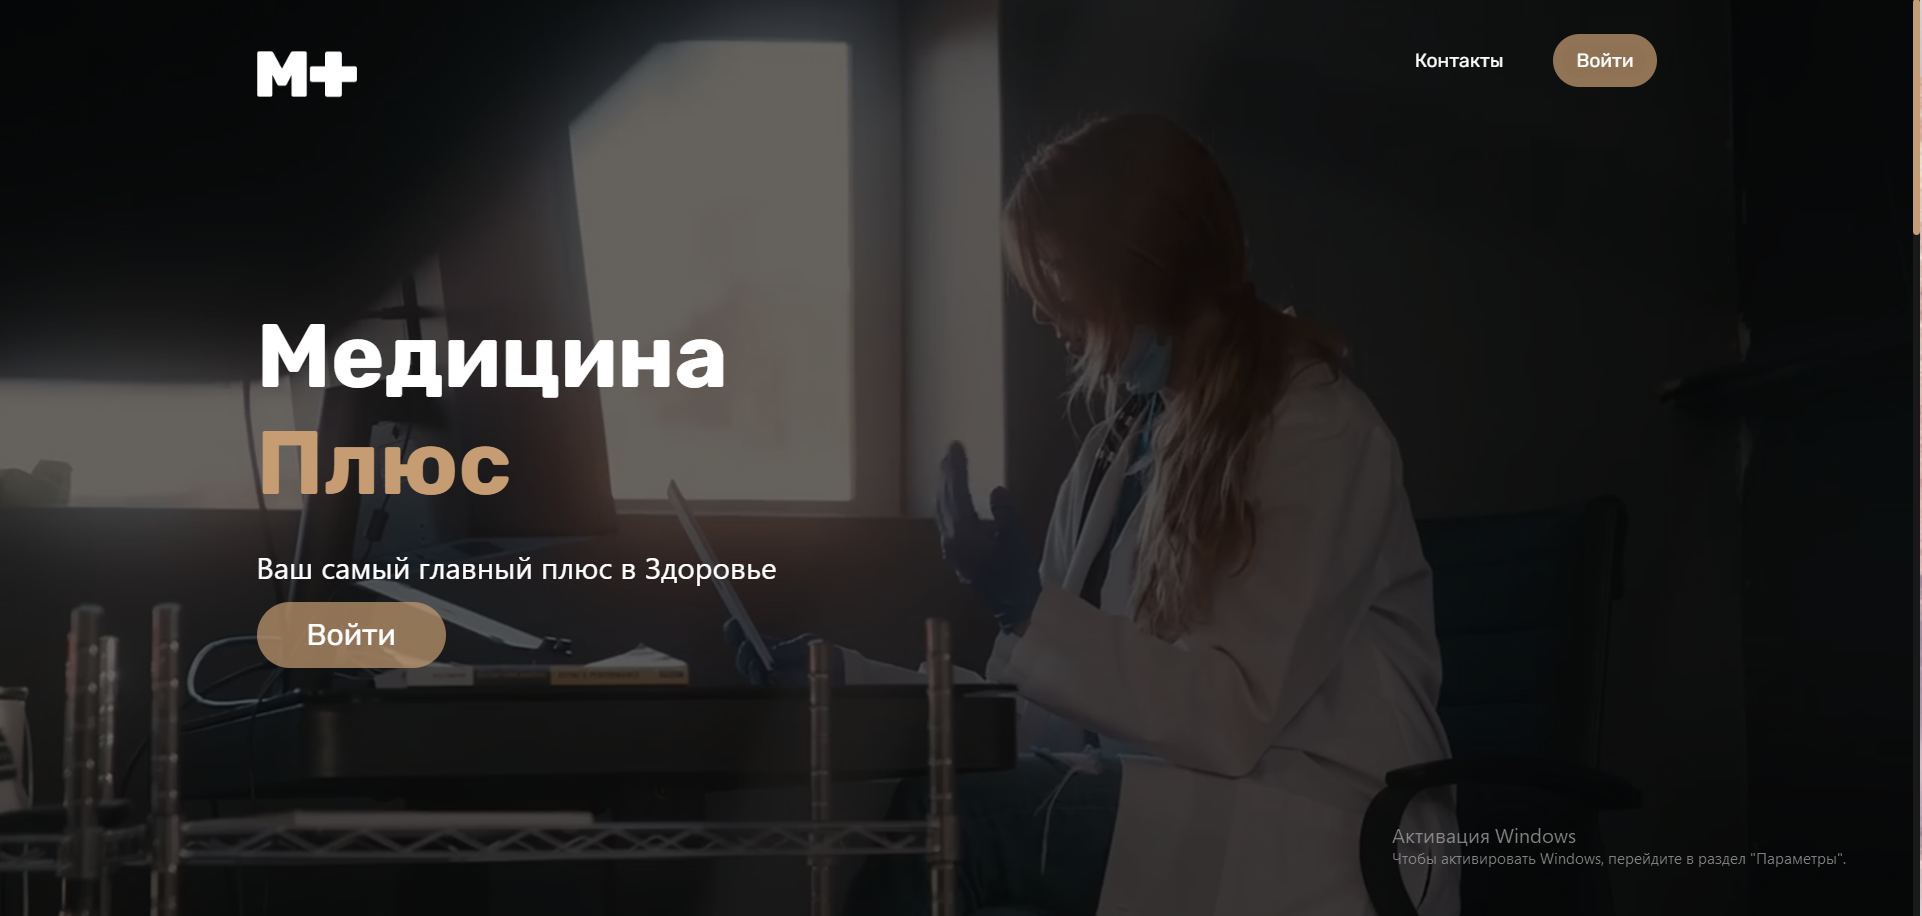 М+
Контакты
Войти
Медицина
Плюс
Ваш самый главный плюс в Здоровье
Войти
Активация Windows
Чтобы активировать Windows, перейдите в раздел "Параметры".